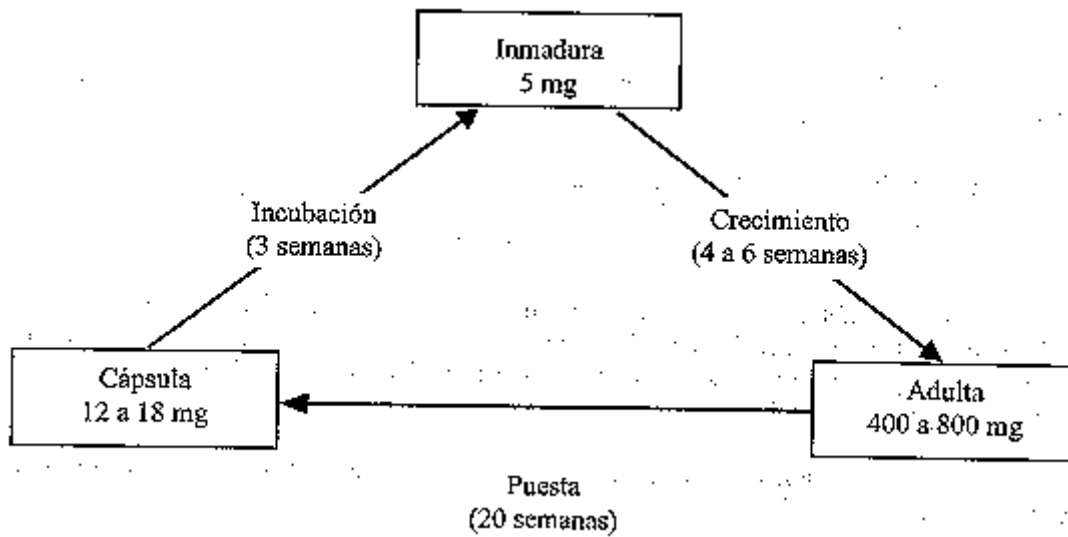 Inmadura
5 mg
Incubación
(3 semanas)
Crecimiento
(4 a 6 semanas)
Cápsula
12 a 18 mg
Adulta
400 a 800 mg
Puesta
(20 semanas)